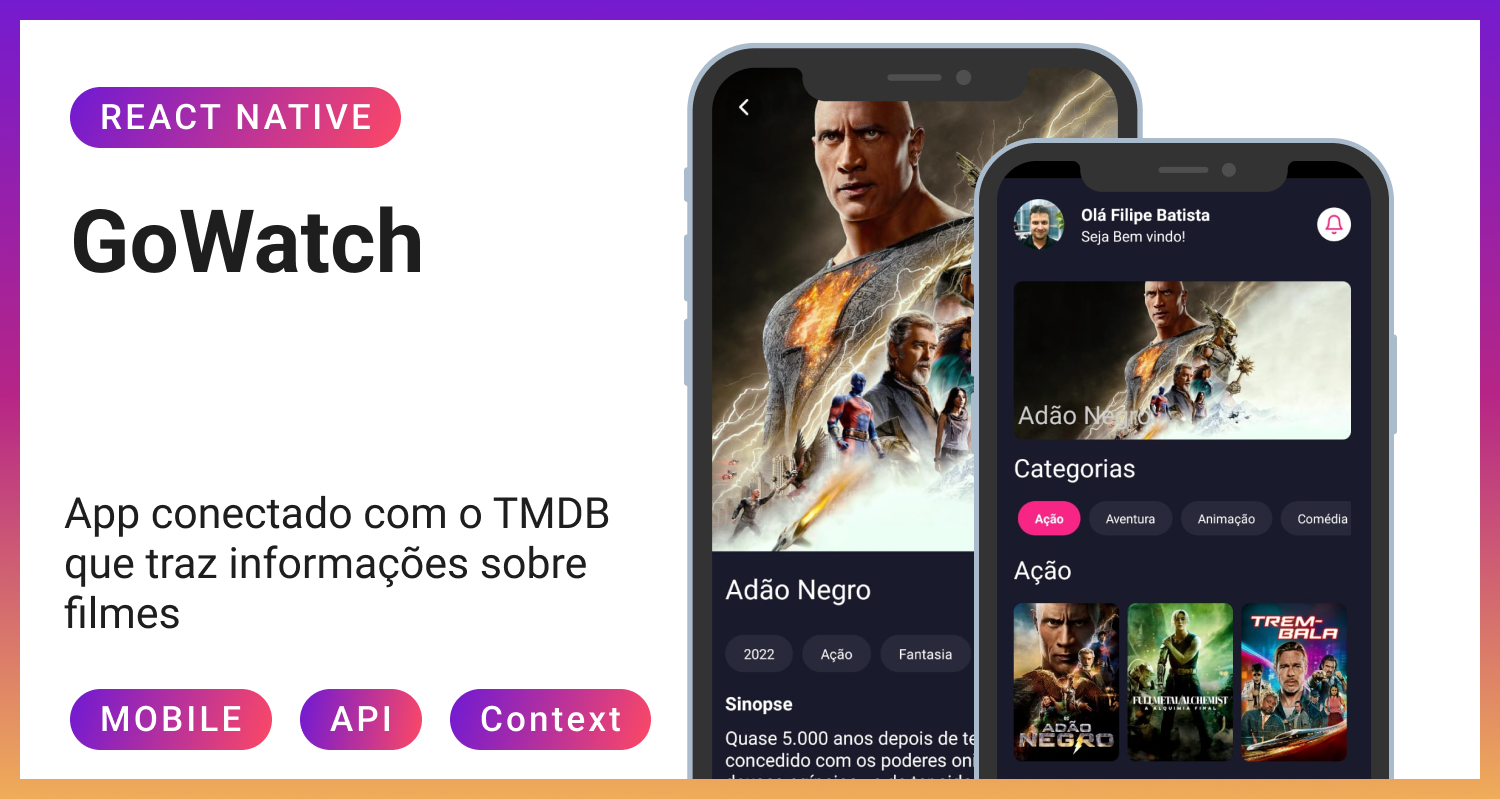 REACT NATIVE
GoWatch
App conectado com o TMDB
que traz informações sobre
filmes
MOBILE
API
Context
Adão Negro
2022
Ação
Fantasia
Sinopse
Quase 5.000 anos depois de te
concedido com os poderes oni
Olá Filipe Batista
Seja Bem vindo!
Adão Negro
Categorias
Ação
Aventura
Animação
Comédia
Ação
ADÃO
NEGRO
FULLMETAL ALCHEMIST
A ALQUIMIA FINAL
TREM-
BALA